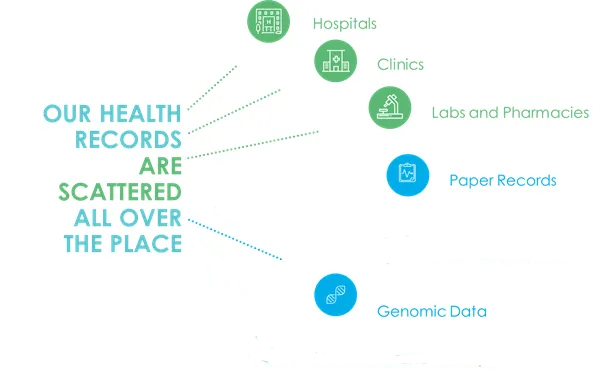 Hospitals
Clinics
Labs and Pharmacies
Paper Records
Genomic Data
OUR HEALTH
RECORDS
ARE
SCATTERED
ALL OVER
THE PLACE
H